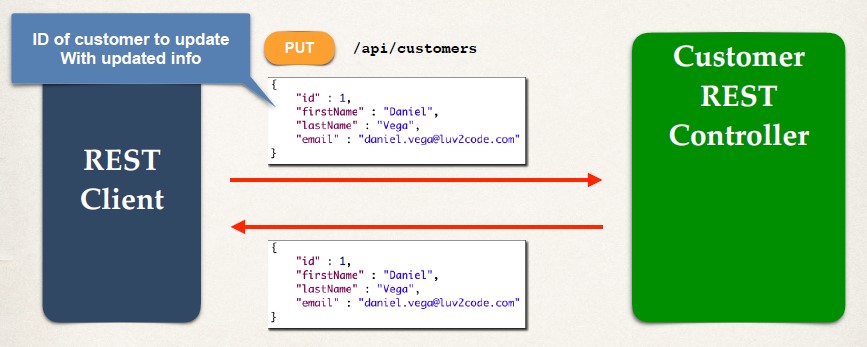 ID of customer to update
With updated info
PUT
/api/customers
{
"id" : 1,
"firstName" : "Daniel",
"lastName" : "Vega",
"email" : "daniel.vega@luv2code.com"
}
REST
Client
Customer
REST
Controller
{
"id" : 1,
"firstName" : "Daniel",
"lastName" : "Vega",
"email" : "daniel.vega@luv2code.com"
}